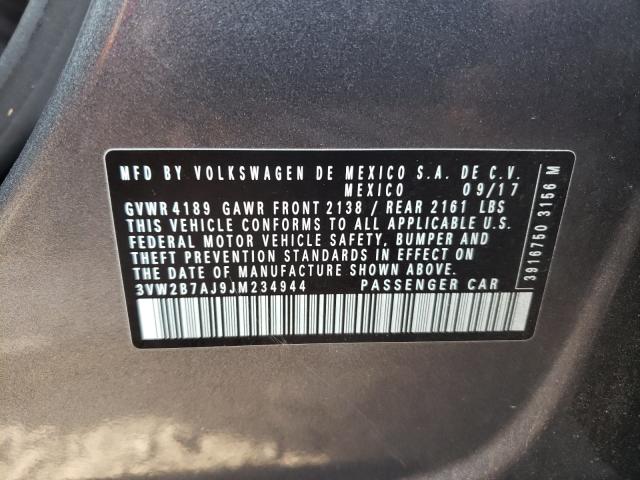 MFD BY VOLKSWAGEN DE MEXICO S.A. DE C.V.
MEXICO 09/17
GVWR 4189 GAWR FRONT 2138 / REAR 2161 LBS
THIS VEHICLE CONFORMS TO ALL APPLICABLE U.S.
FEDERAL MOTOR VEHICLE SAFETY, BUMPER AND
THEFT PREVENTION STANDARDS IN EFFECT ON
THE DATE OF MANUFACTURE SHOWN ABOVE.
3VW2B7AJ9JM234944 PASSENGER CAR
3916750 3156 M